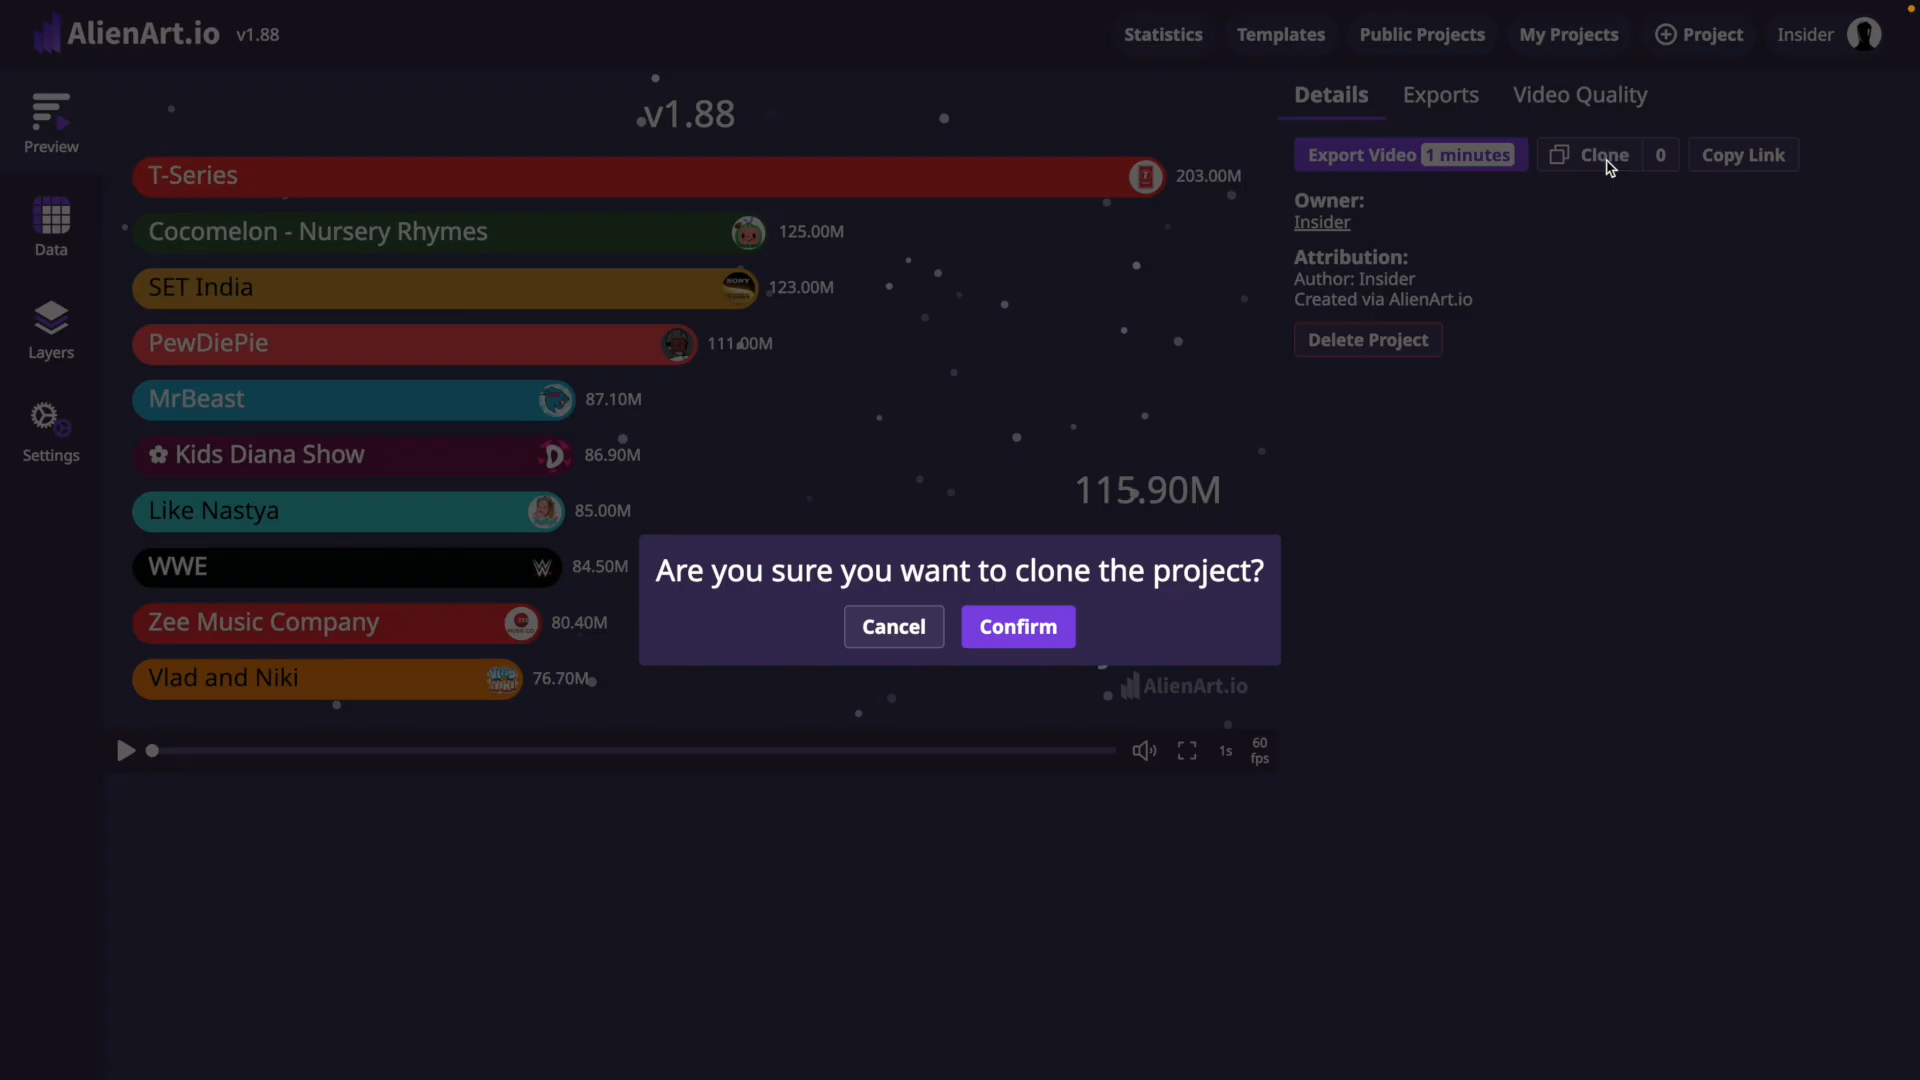 AlienArt.io v1.88
Statistics Templates Public Projects My Projects Project Insider
Preview
Data
Layers
Settings
v1.88
T-Series 203.00M
Cocomelon - Nursery Rhymes 125.00M
SET India SONY 123.00M
PewDiePie 111.00M
MrBeast 87.10M
✿ Kids Diana Show D 86.90M
Like Nastya 85.00M
WWE W 84.50M
Zee Music Company 80.40M
Vlad and Niki 76.70M
115.90M
AlienArt.io
1s 60 fps
Details Exports Video Quality
Export Video 1 minutes Clone 0 Copy Link
Owner:
Insider
Attribution:
Author: Insider
Created via AlienArt.io
Delete Project
Are you sure you want to clone the project?
Cancel Confirm